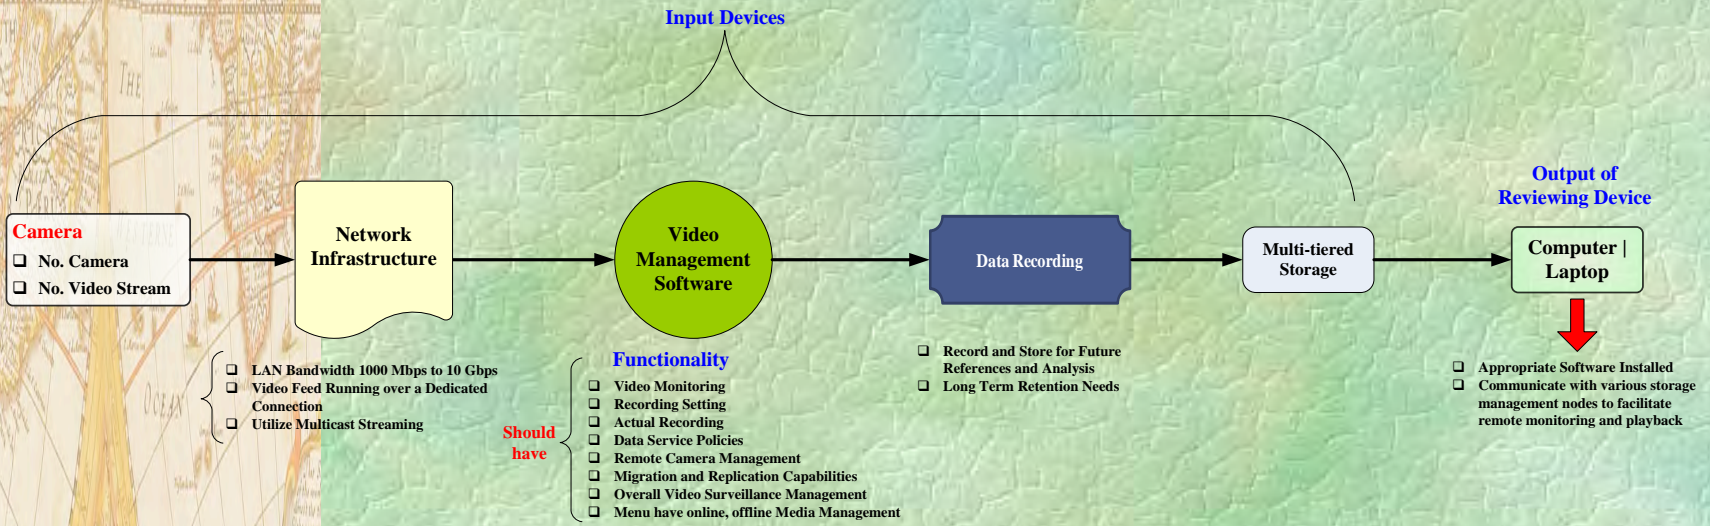 Input Devices
Output of
Reviewing Device
Camera
❑ No. Camera
❑ No. Video Stream
Network
Infrastructure
Video
Management
Software
Data Recording
Multi-tiered
Storage
Computer |
Laptop
❑ LAN Bandwidth 1000 Mbps to 10 Gbps
❑ Video Feed Running over a Dedicated
Connection
❑ Utilize Multicast Streaming
Functionality
Should
have
❑ Video Monitoring
❑ Recording Setting
❑ Actual Recording
❑ Data Service Policies
❑ Remote Camera Management
❑ Migration and Replication Capabilities
❑ Overall Video Surveillance Management
❑ Menu have online, offline Media Management
❑ Record and Store for Future
References and Analysis
❑ Long Term Retention Needs
❑ Appropriate Software Installed
❑ Communicate with various storage
management nodes to facilitate
remote monitoring and playback
THE
OCEAN